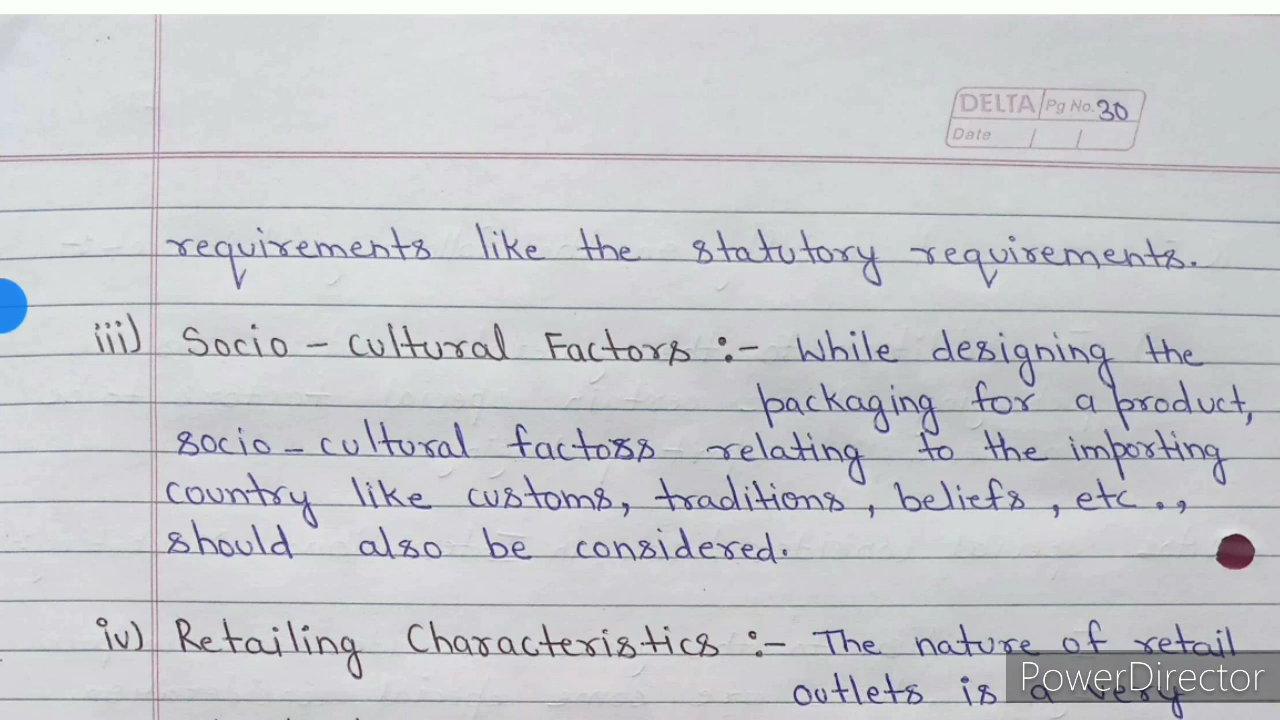 DELTA Pg No. 30
Date / /
requirements like the statutory requirements.
iii) Socio - cultural Factors :- While designing the
packaging for a product,
socio - cultural factors relating to the importing
country like customs, traditions, beliefs, etc.,
should also be considered.
iv) Retailing Characteristics :- The nature of retail
outlets is a very
PowerDirector